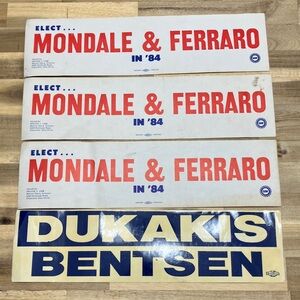 ELECT...
MONDALE & FERRARO
IN '84
ELECT...
MONDALE & FERRARO
IN '84
ELECT...
MONDALE & FERRARO
IN '84
DUKAKIS
BENTSEN